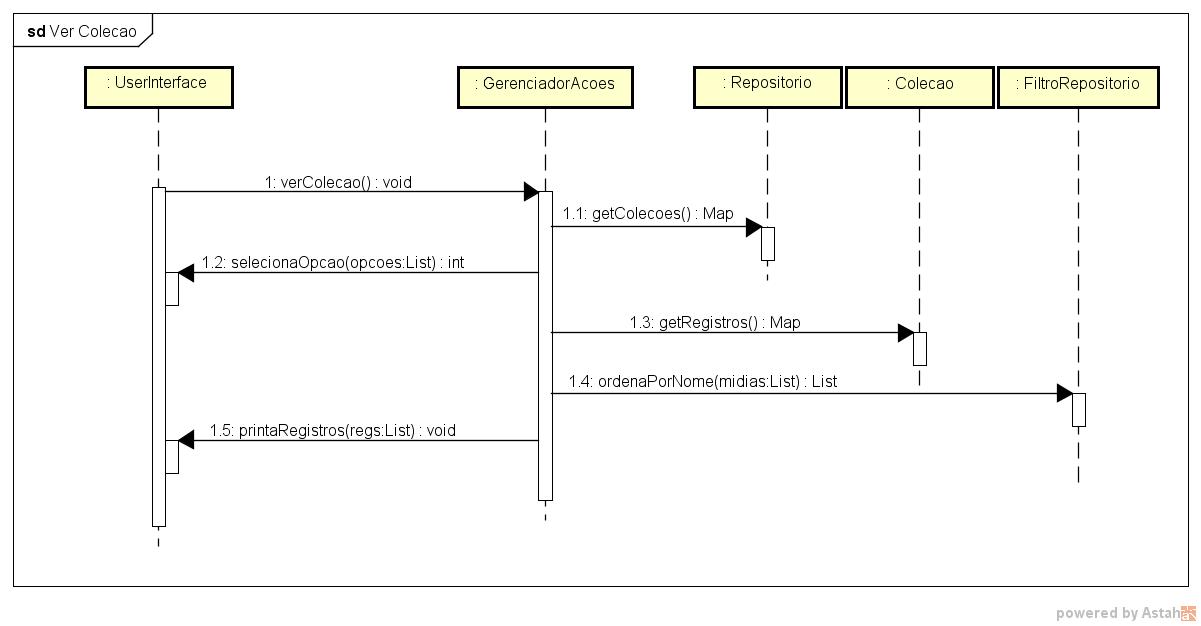 sd Ver Colecao
: UserInterface
: GerenciadorAcoes
: Repositorio
: Colecao
: FiltroRepositorio
1: verColecao() : void
1.1: getColecoes() : Map
1.2: selecionaOpcao(opcoes:List) : int
1.3: getRegistros() : Map
1.4: ordenaPorNome(midias:List) : List
1.5: printaRegistros(regs:List) : void
powered by Astah